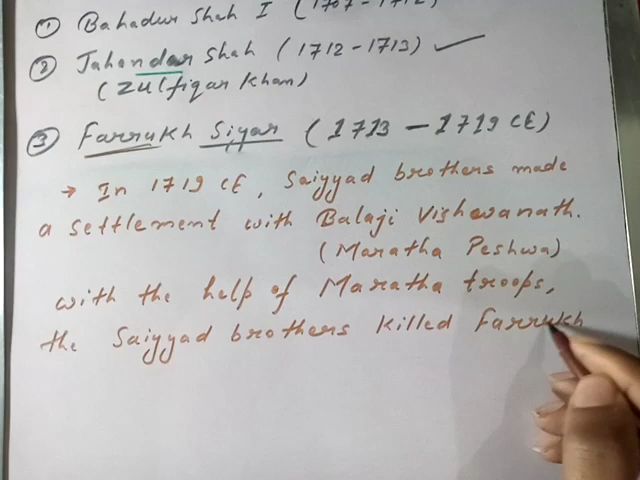 ① Bahadur Shah I (1707-1712)
② Jahandar Shah (1712-1713) ✓
(Zulfiqar Khan)
③ Farrukh Siyar (1713-1719 CE)
→ In 1719 CE, Saiyyad brothers made
a settlement with Balaji Vishwanath.
(Maratha Peshwa)
with the help of Maratha troops,
the Saiyyad brothers killed Farrukh